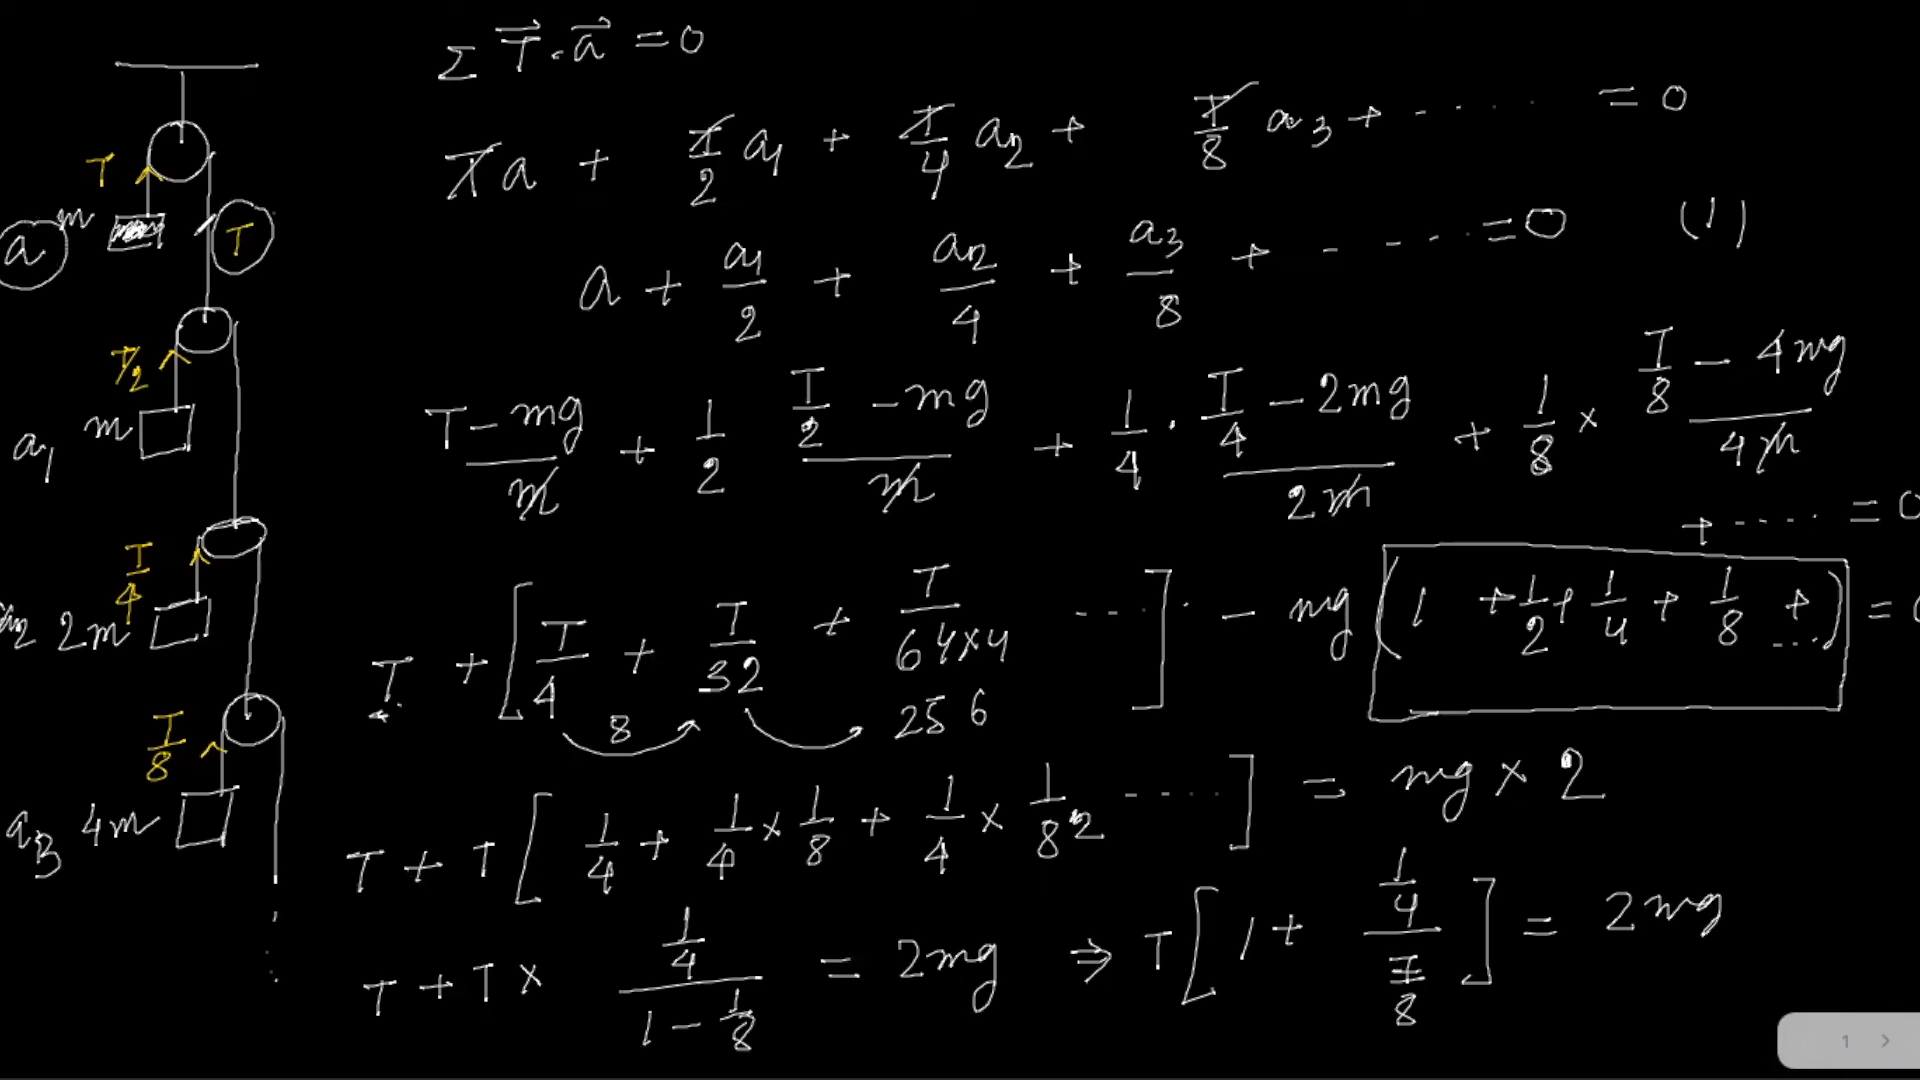 Σ T⃗ . a⃗ = 0
Ta + T/2 a1 + T/4 a2 + T/8 a3 + ...... = 0
a + a1/2 + a2/4 + a3/8 + - - - .. = 0 (1)
(T - mg)/m + 1/2 (T/2 - mg)/m + 1/4 . (T/4 - 2mg)/2m + 1/8 × (T/8 - 4mg)/4m
+ ..... = 0
T + [T/4 + T/32 + T/64×4 ....] - mg (1 + 1/2 + 1/4 + 1/8 + ...) =
8
256
T + T [1/4 + 1/4 × 1/8 + 1/4 × 1/8² .....] = mg × 2
T + T × (1/4)/(1 - 1/8) = 2mg ⇒ T [1 + (1/4)/(7/8)] = 2mg
T
m
a
T
T/2
m
a1
T/4
a2 2m
T/8
a3 4m
1 >